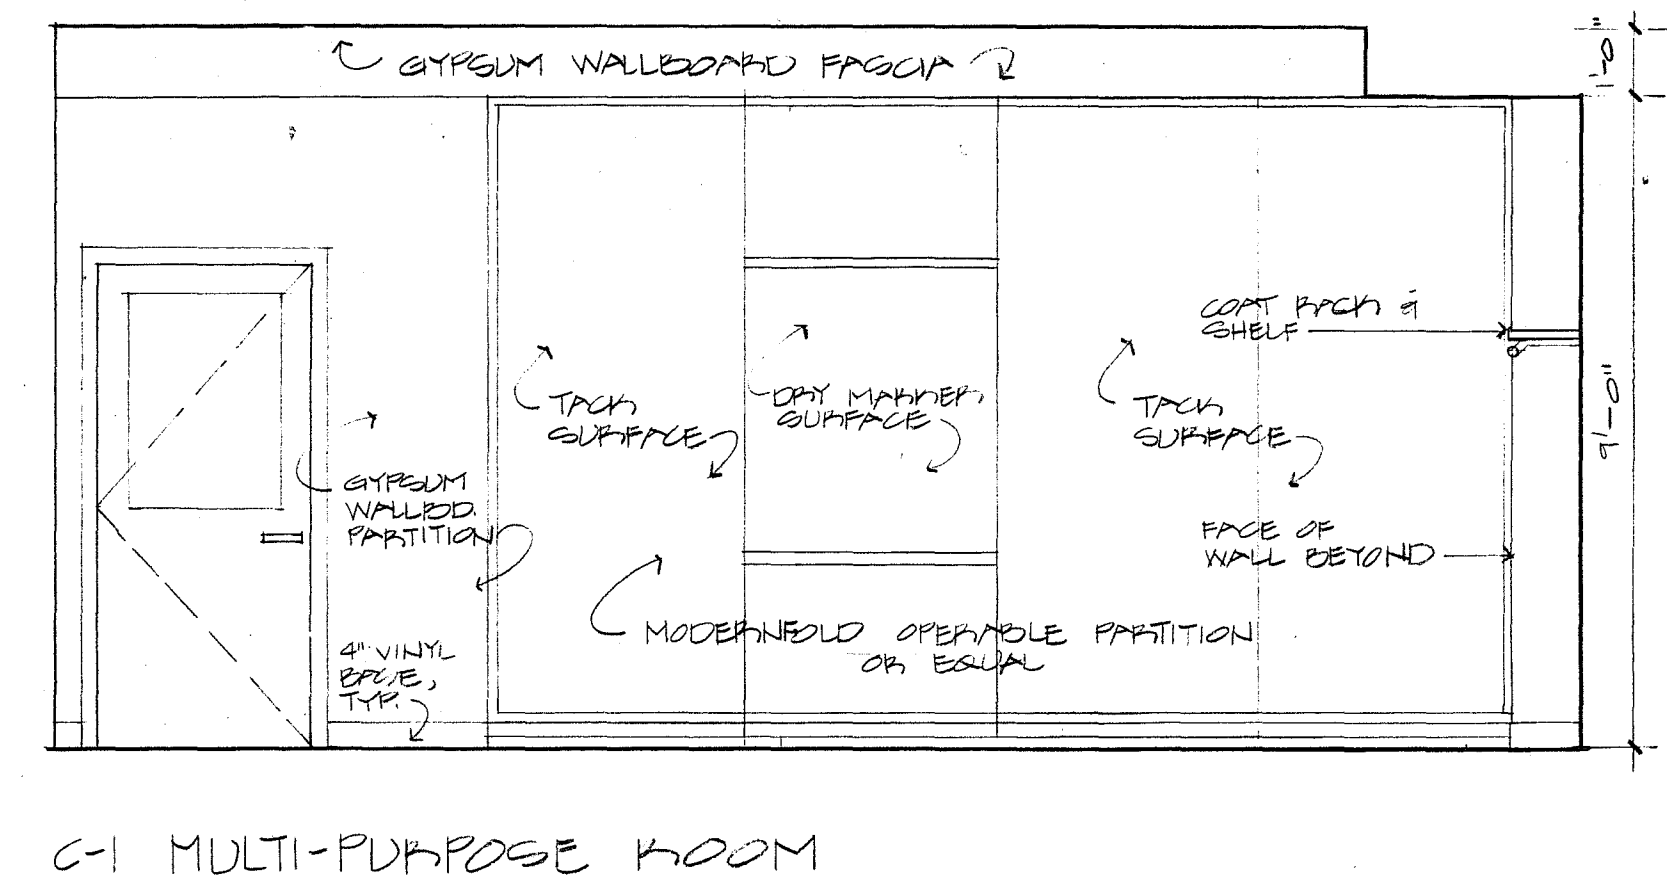 GYPSUM WALLBOARD FASCIA
1'-0"
COAT RACK &
SHELF
TACK
SURFACE
DRY MARKER
SURFACE
TACK
SURFACE
9'-0"
GYPSUM
WALLBD.
PARTITION
FACE OF
WALL BEYOND
MODERNFOLD OPERABLE PARTITION
OR EQUAL
4" VINYL
BASE,
TYP.
C-1 MULTI-PURPOSE ROOM